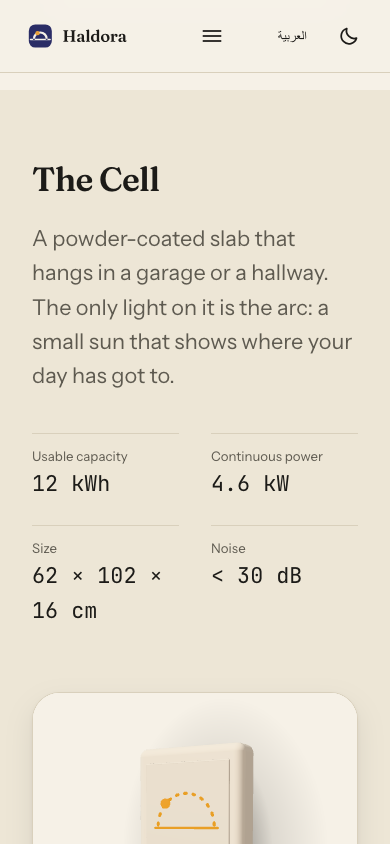 Haldora
العربية
The Cell
A powder-coated slab that
hangs in a garage or a hallway.
The only light on it is the arc: a
small sun that shows where your
day has got to.
Usable capacity
12 kWh
Continuous power
4.6 kW
Size
62 × 102 ×
16 cm
Noise
< 30 dB